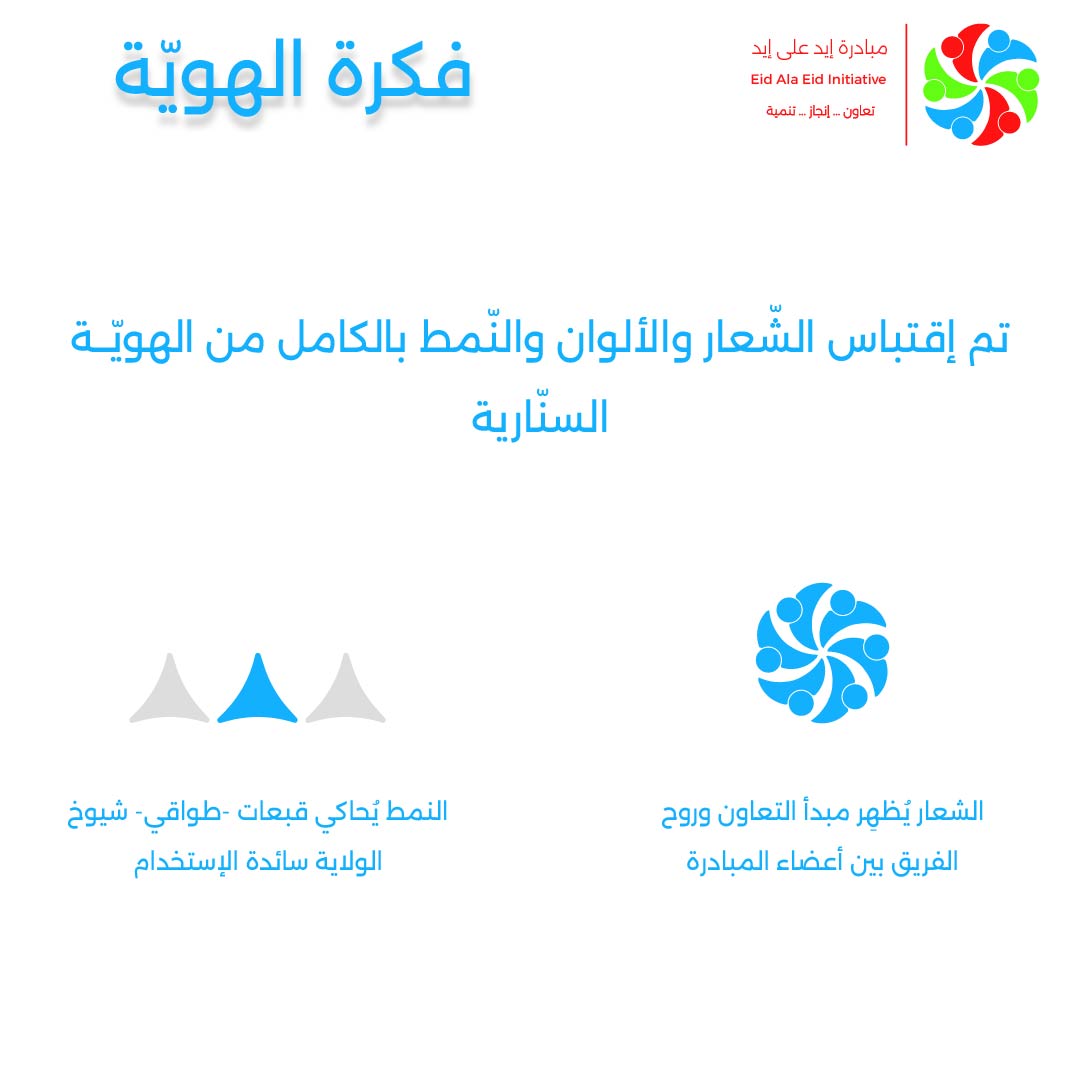 مبادرة إيد على إيد
Eid Ala Eid Initiative
تعاون ... إنجاز ... تنمية
فكرة الهويّة
تم إقتباس الشّعار والألوان والنّمط بالكامل من الهويّــة
السنّارية
الشعار يُظهِر مبدأ التعاون وروح
الفريق بين أعضاء المبادرة
النمط يُحاكي قبعات -طواقي- شيوخ
الولاية سائدة الإستخدام